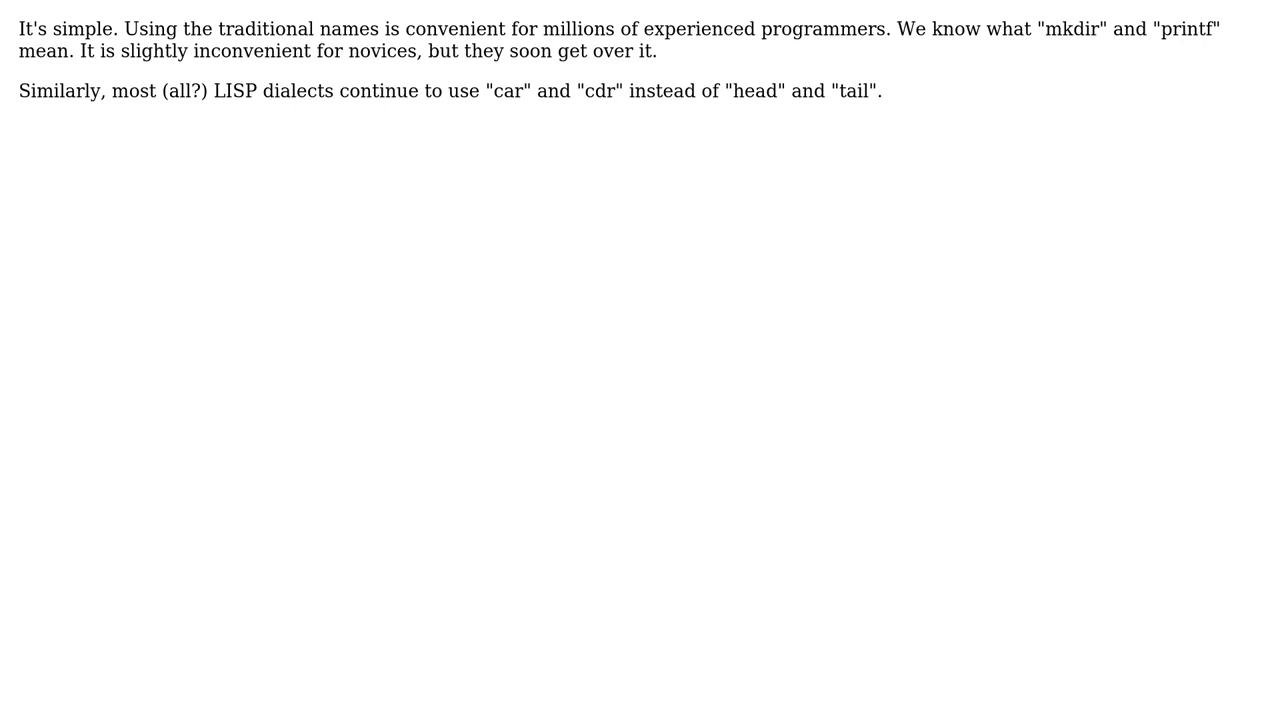 It's simple. Using the traditional names is convenient for millions of experienced programmers. We know what "mkdir" and "printf"
mean. It is slightly inconvenient for novices, but they soon get over it.
Similarly, most (all?) LISP dialects continue to use "car" and "cdr" instead of "head" and "tail".